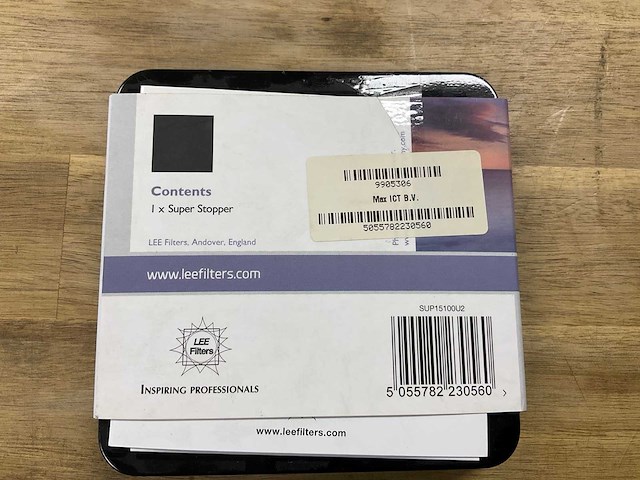 Contents
1 x Super Stopper
LEE Filters, Andover, England
9905306
Max ICT B.V.
5055782230560
www.leefilters.com
LEE
Filters
INSPIRING PROFESSIONALS
SUP15100U2
5 055782 230560 >
www.leefilters.com